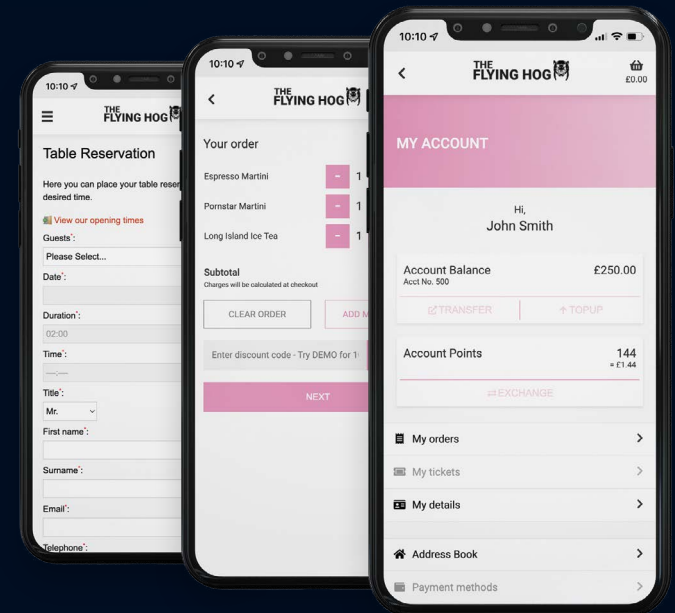 10:10
THE
FLYING HOG
Table Reservation
Here you can place your table
desired time.
View our opening times
Guests*:
Please Select...
Date*:
Duration*:
02:00
Time*:
--:--
Title*:
Mr.
First name*:
Surname*:
Email*:
Telephone*:
10:10
THE
FLYING HOG
Your order
Espresso Martini - 1
Pornstar Martini - 1
Long Island Ice Tea - 1
Subtotal
Charges will be calculated at checkout
CLEAR ORDER ADD
Enter discount code - Try DEMO for
NEXT
10:10
THE
FLYING HOG
£0.00
MY ACCOUNT
Hi,
John Smith
Account Balance £250.00
Acct No. 500
TRANSFER TOPUP
Account Points 144
= £1.44
EXCHANGE
My orders
My tickets
My details
Address Book
Payment methods